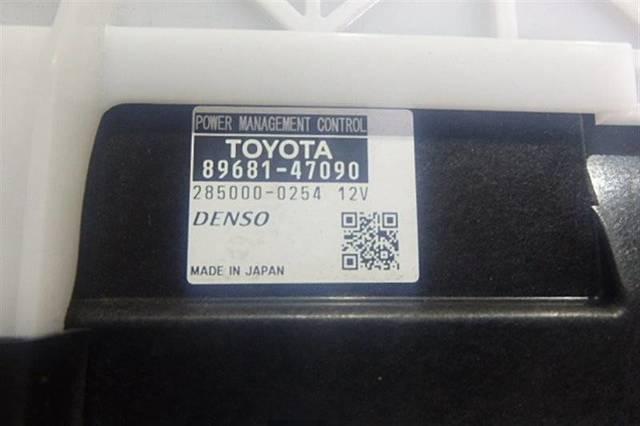 POWER MANAGEMENT CONTROL
TOYOTA
89681-47090
285000-0254 12V
DENSO
MADE IN JAPAN